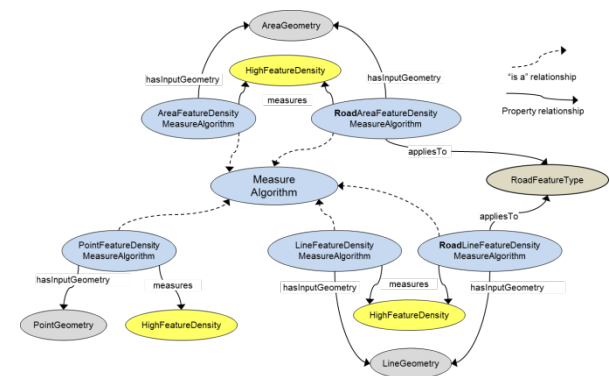 AreaGeometry
HighFeatureDensity
"is a" relationship
hasInputGeometry
hasInputGeometry
measures
Property relationship
AreaFeatureDensity
MeasureAlgorithm
RoadAreaFeatureDensity
MeasureAlgorithm
appliesTo
Measure
Algorithm
RoadFeatureType
appliesTo
PointFeatureDensity
MeasureAlgorithm
LineFeatureDensity
MeasureAlgorithm
RoadLineFeatureDensity
MeasureAlgorithm
hasInputGeometry
measures
hasInputGeometry
measures
hasInputGeometry
PointGeometry
HighFeatureDensity
HighFeatureDensity
LineGeometry